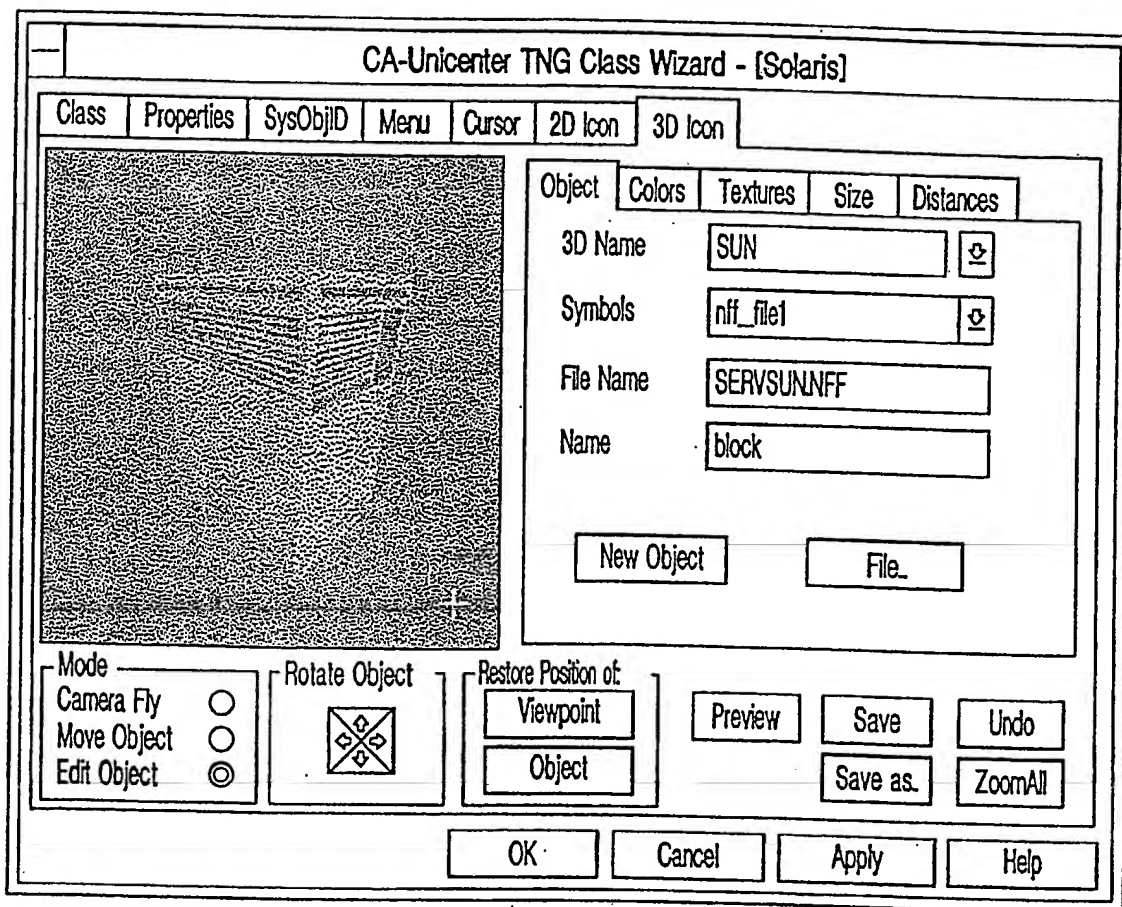 CA-Unicenter TNG Class Wizard - [Solaris]
Class Properties SysObjID Menu Cursor 2D Icon 3D Icon
Object Colors Textures Size Distances
3D Name SUN
Symbols nff_file1
File Name SERVSUN.NFF
Name block
New Object File...
Mode
Camera Fly
Move Object
Edit Object
Rotate Object
Restore Position of:
Viewpoint
Object
Preview Save Undo
Save as... ZoomAll
OK Cancel Apply Help